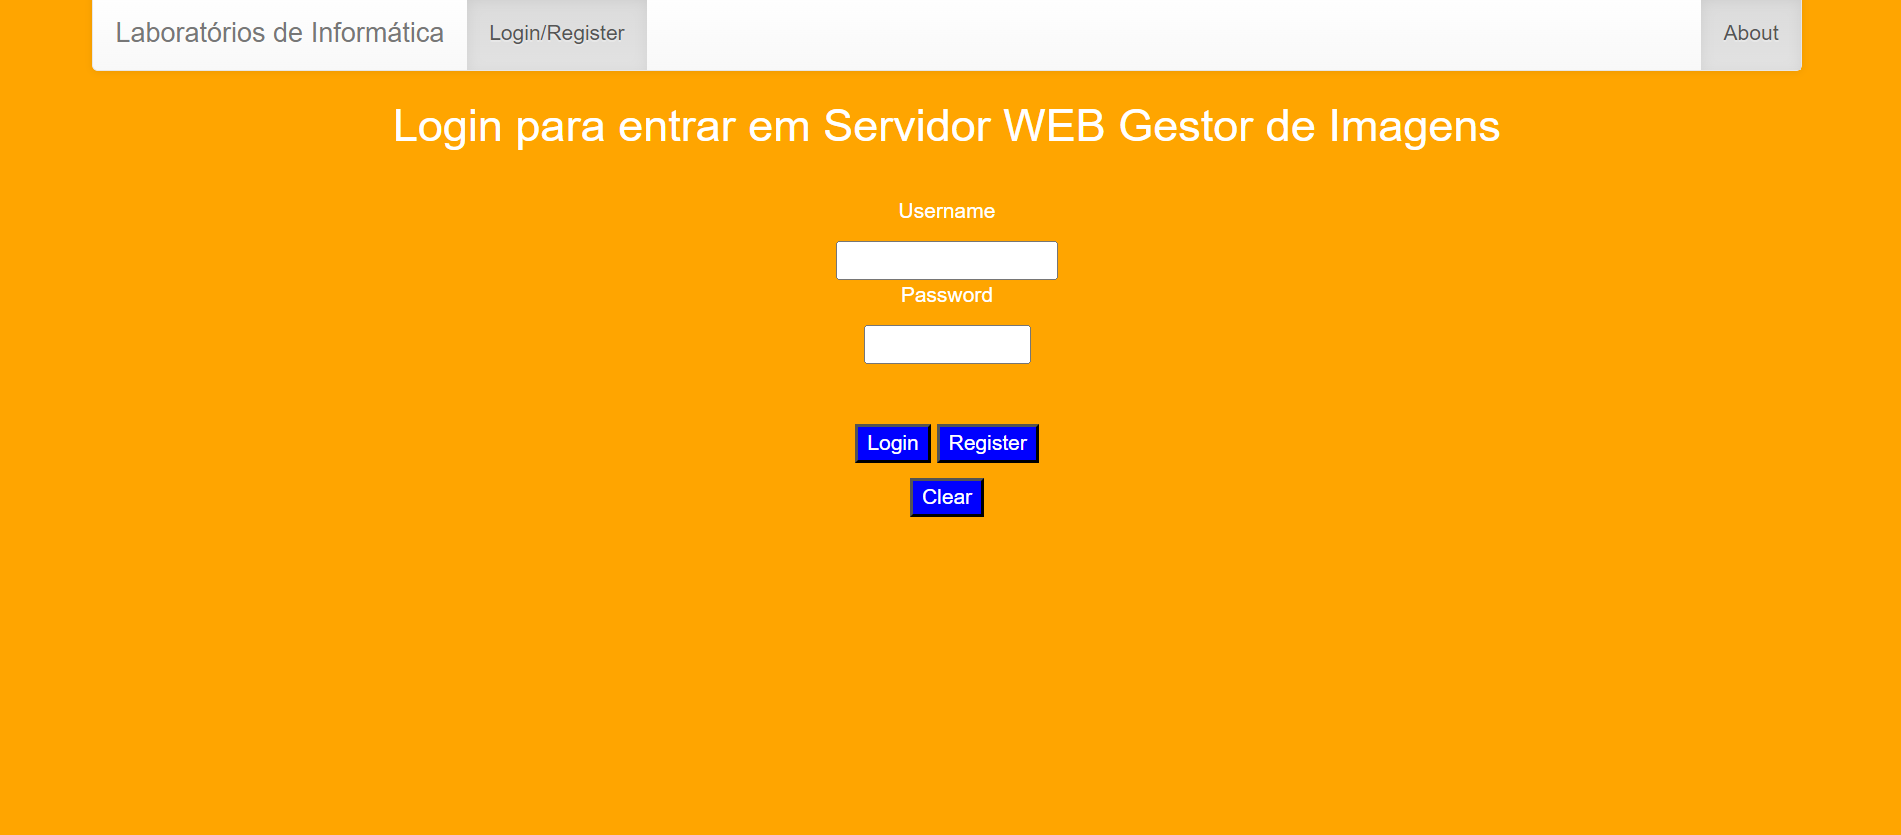 Laboratórios de Informática Login/Register About
Login para entrar em Servidor WEB Gestor de Imagens
Username
Password
Login Register
Clear